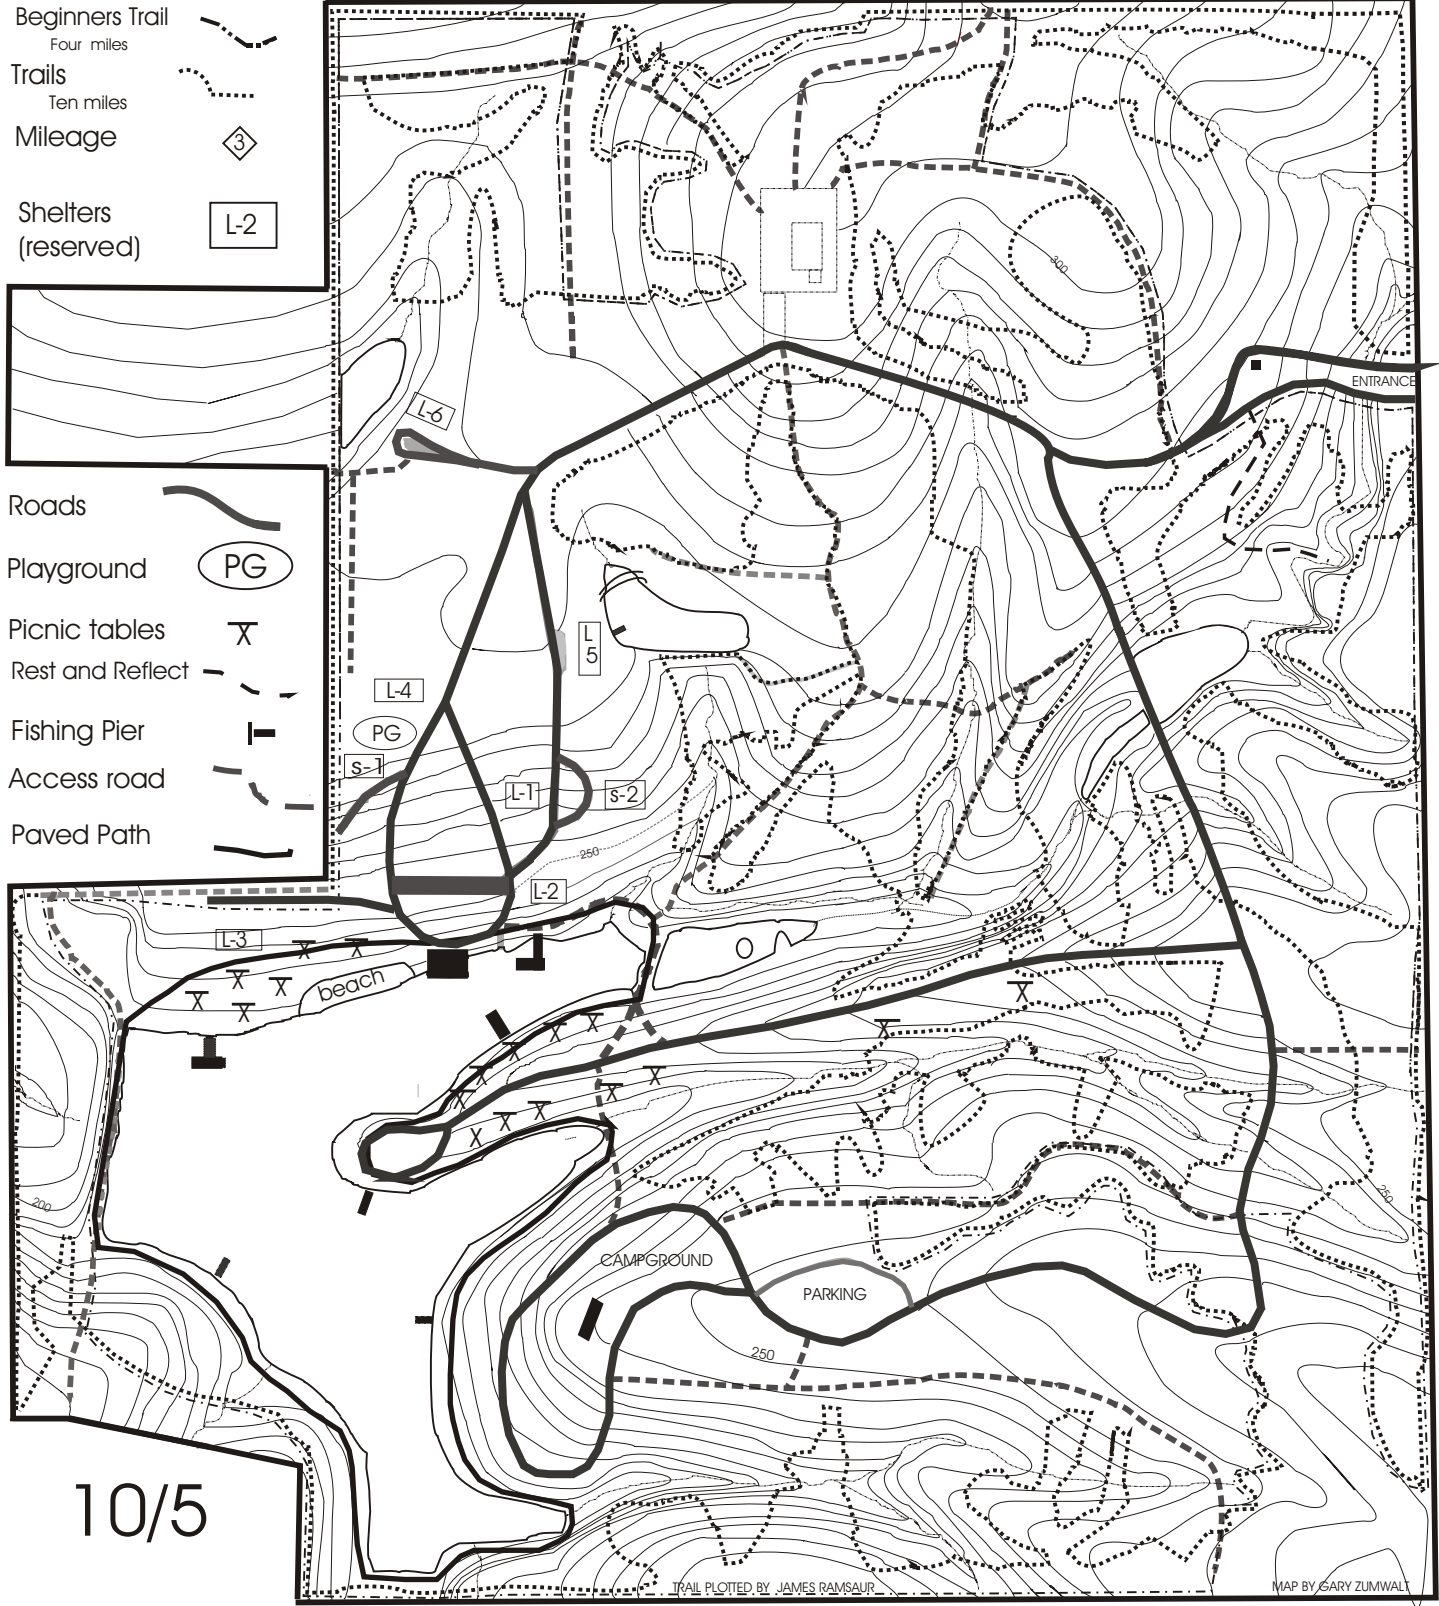 Beginners Trail
Four miles
Trails
Ten miles
Mileage
3
Shelters
(reserved)
L-2
300
ENTRANCE
L-6
Roads
Playground
PG
Picnic tables
Rest and Reflect
Fishing Pier
Access road
Paved Path
L
5
L-4
PG
s-1
L-1
s-2
250
L-2
L-3
beach
200
250
CAMPGROUND
PARKING
250
10/5
TRAIL PLOTTED BY JAMES RAMSAUR
MAP BY GARY ZUMWALT